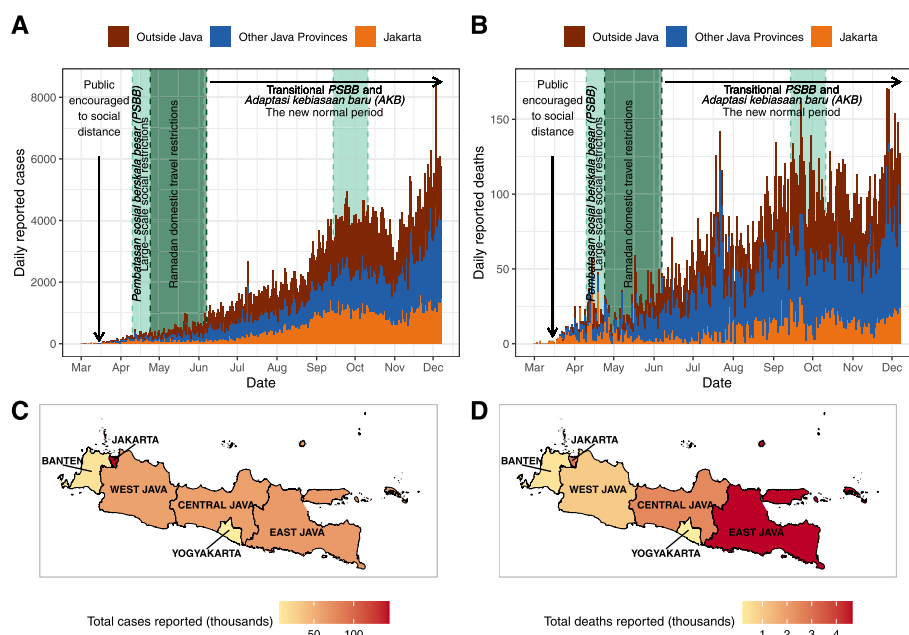 A
Outside Java
Other Java Provinces
Jakarta
Daily reported cases
8000
6000
4000
2000
0
Public
encouraged
to social
distance
Pembatasan sosial berskala besar (PSBB)
Large−scale social restrictions
Ramadan domestic travel restrictions
Transitional PSBB and
Adaptasi kebiasaan baru (AKB)
The new normal period
Mar
Apr
May
Jun
Jul
Aug
Sep
Oct
Nov
Dec
Date
B
Outside Java
Other Java Provinces
Jakarta
Daily reported deaths
150
100
50
0
Public
encouraged
to social
distance
Pembatasan sosial berskala besar (PSBB)
Large−scale social restrictions
Ramadan domestic travel restrictions
Transitional PSBB and
Adaptasi kebiasaan baru (AKB)
The new normal period
Mar
Apr
May
Jun
Jul
Aug
Sep
Oct
Nov
Dec
Date
C
JAKARTA
BANTEN
WEST JAVA
CENTRAL JAVA
EAST JAVA
YOGYAKARTA
Total cases reported (thousands)
50
100
D
JAKARTA
BANTEN
WEST JAVA
CENTRAL JAVA
EAST JAVA
YOGYAKARTA
Total deaths reported (thousands)
1
2
3
4